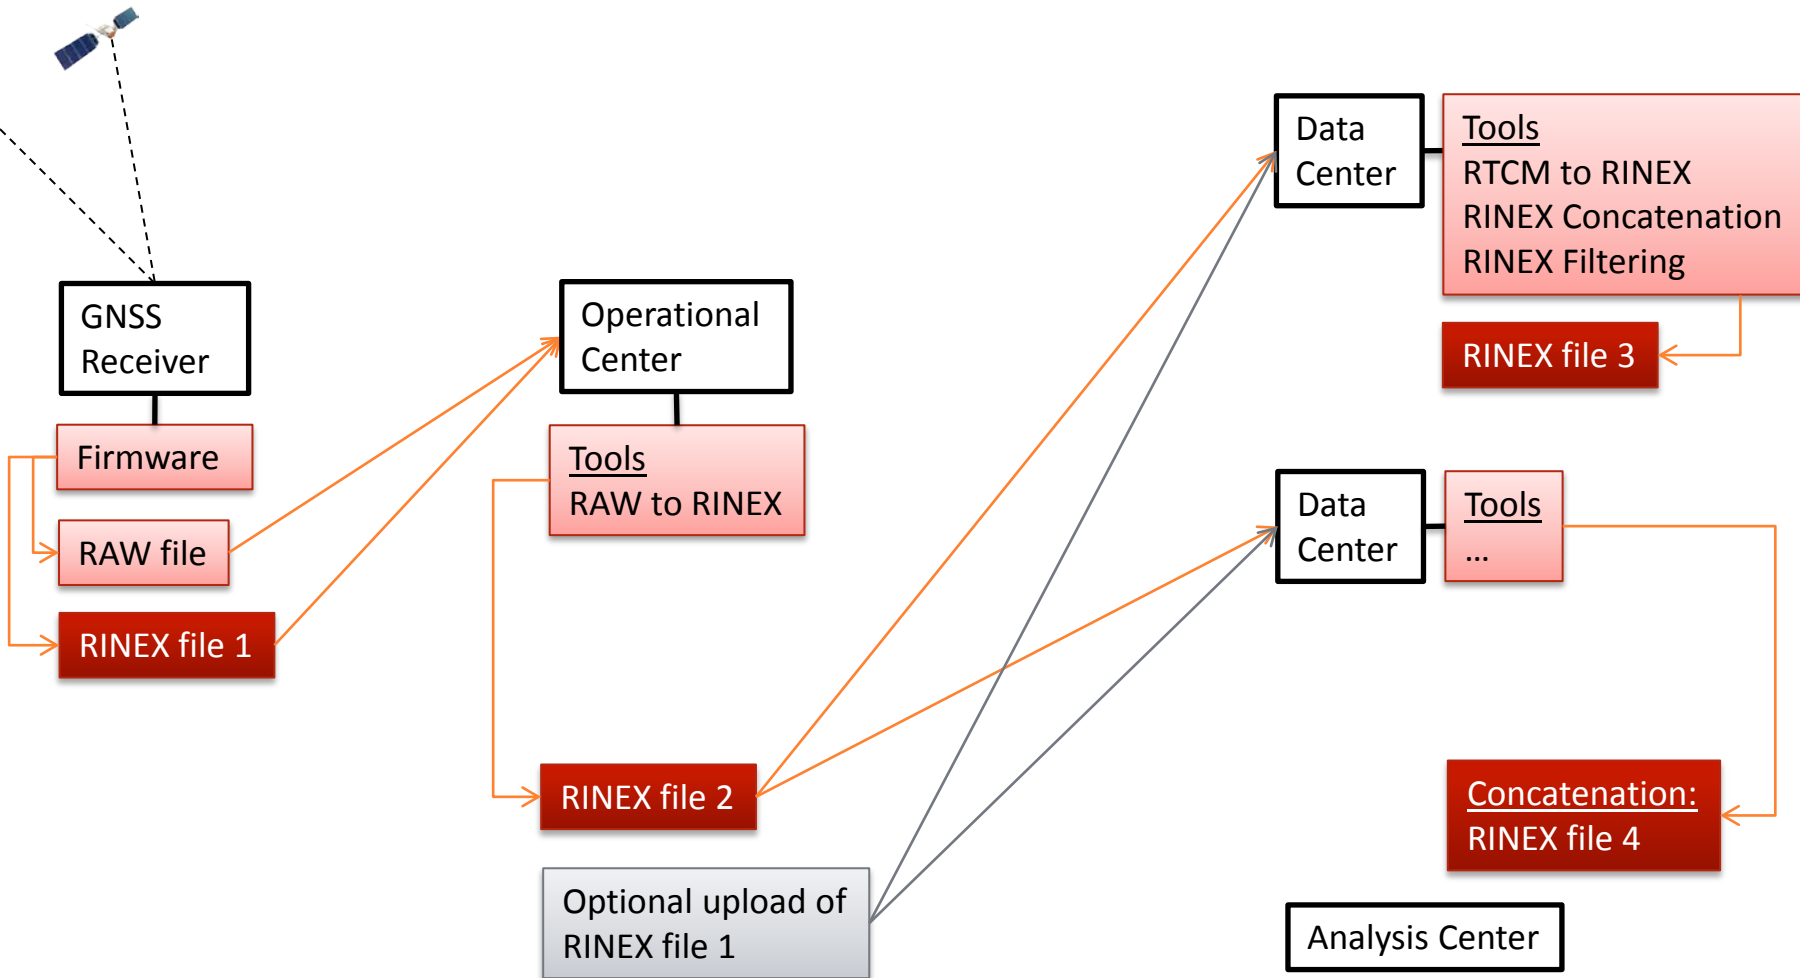 GNSS
Receiver
Firmware
RAW file
RINEX file 1
Operational
Center
Tools
RAW to RINEX
RINEX file 2
Optional upload of
RINEX file 1
Data
Center
Tools
RTCM to RINEX
RINEX Concatenation
RINEX Filtering
RINEX file 3
Data
Center
Tools
...
Concatenation:
RINEX file 4
Analysis Center